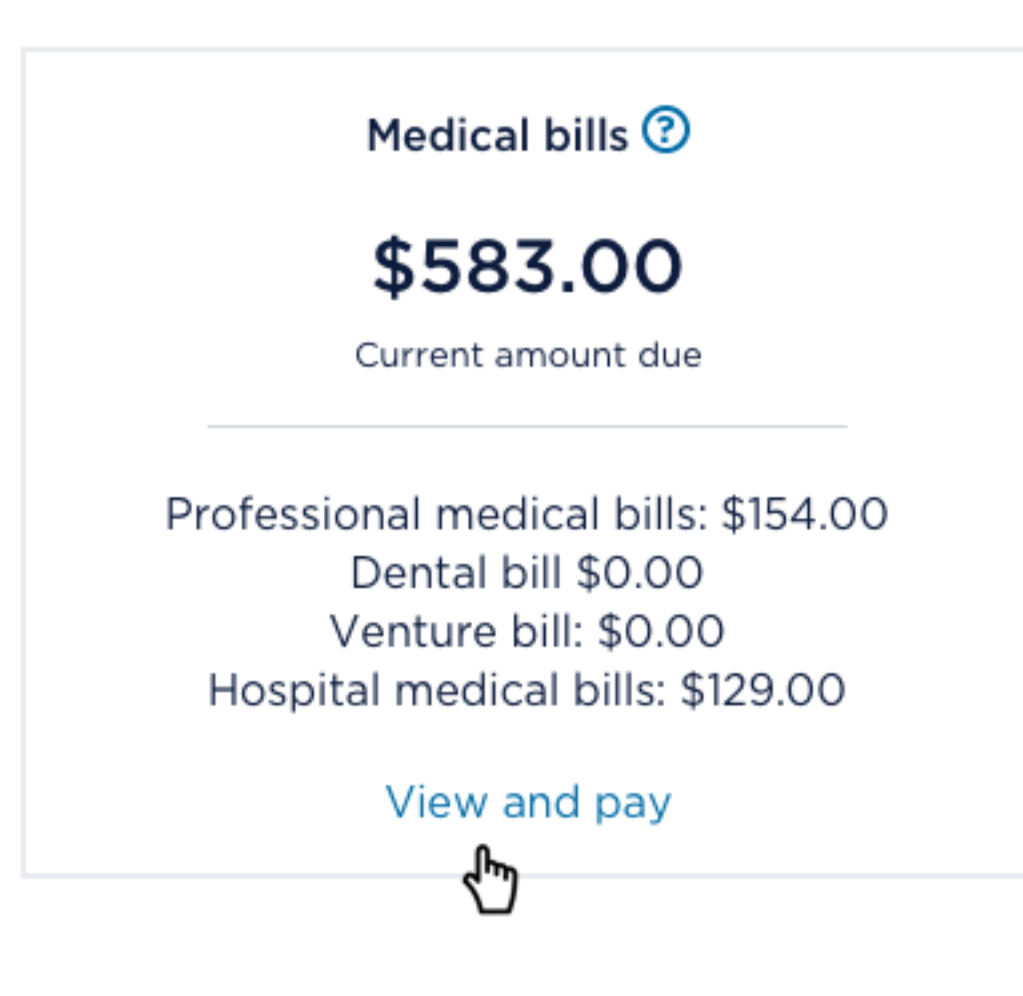 Medical bills ?
$583.00
Current amount due
Professional medical bills: $154.00
Dental bill $0.00
Venture bill: $0.00
Hospital medical bills: $129.00
View and pay